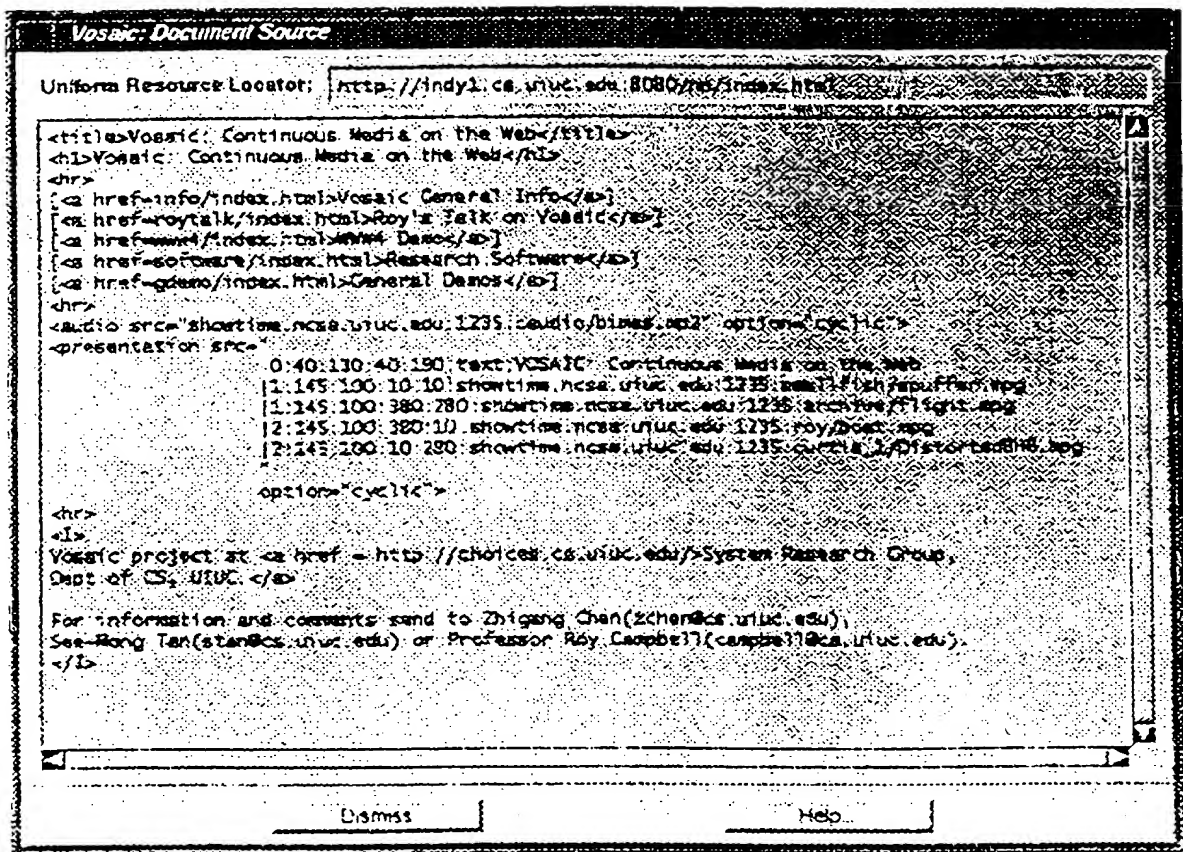 Vosaic: Document Source
Uniform Resource Locator: http://indy1.cs.uiuc.edu:8080/ms/index.html
<title>Vosaic: Continuous Media on the Web</title>
<h1>Vosaic: Continuous Media on the Web</h1>
<hr>
[<a href=info/index.html>Vosaic General Info</a>]
[<a href=roytalk/index.html>Roy's Talk on Vosaic</a>]
[<a href=www4/index.html>WWW4 Demo</a>]
[<a href=software/index.html>Research Software</a>]
[<a href=gdemo/index.html>General Demos</a>]
<hr>
<audio src="showtime.ncsa.uiuc.edu:1235:caudio/bimes.mp2" option="cyclic">
<presentation src="
0:40:130:40:190:text:VOSAIC: Continuous Media on the Web
|1:145:100:10:10:showtime.ncsa.uiuc.edu:1235:smallfish/spuffer.mpg
|1:145:100:380:280:showtime.ncsa.uiuc.edu:1235:archive/flight.mpg
|2:145:100:380:10:showtime.ncsa.uiuc.edu:1235:roy/boat.mpg
|2:145:100:10:280:showtime.ncsa.uiuc.edu:1235:curtis_1/
"
option="cyclic">
<hr>
<I>
Vosaic project at <a href = http://choices.cs.uiuc.edu/>System Research Group,
Dept of CS, UIUC.</a>
For information and comments send to Zhigang Chen(zchen@cs.uiuc.edu),
See-Mong Tan(stan@cs.uiuc.edu) or Professor Roy Campbell(campbell@cs.uiuc.edu).
</I>
Dismiss
Help...